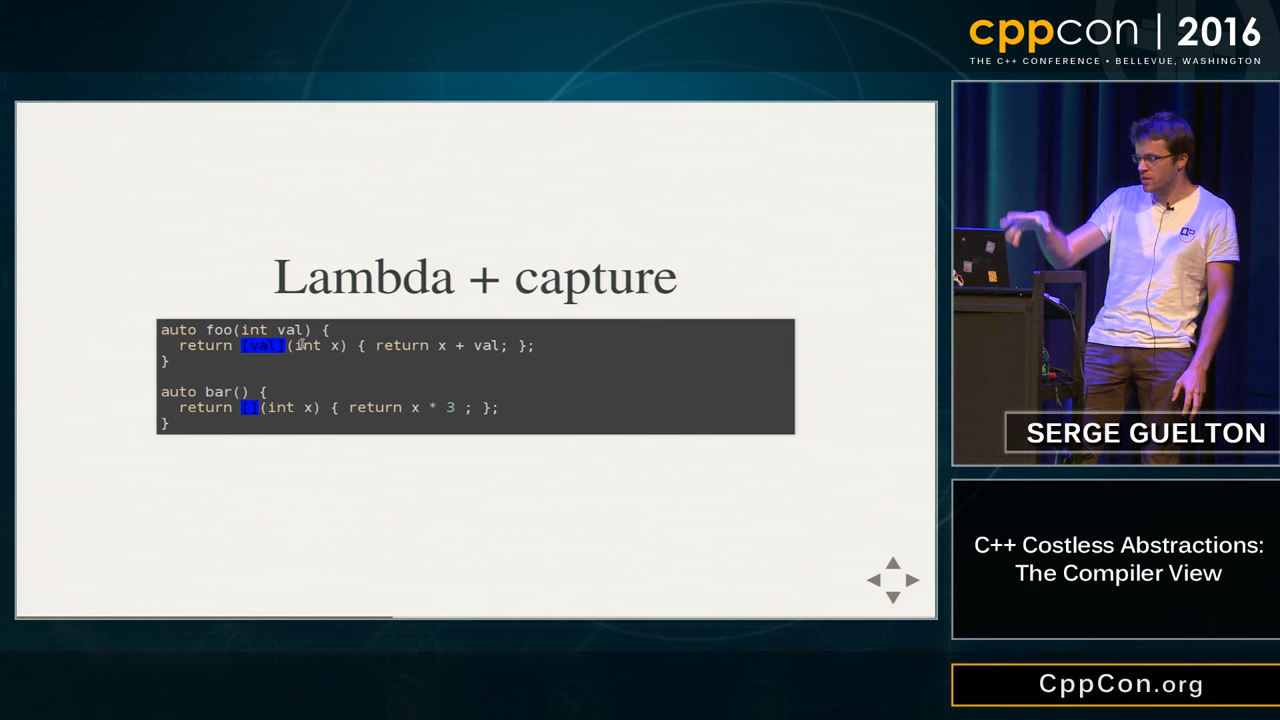 cppcon | 2016
THE C++ CONFERENCE • BELLEVUE, WASHINGTON
Lambda + capture
auto foo(int val) {
  return [val](int x) { return x + val; };
}
auto bar() {
  return [](int x) { return x * 3 ; };
}
SERGE GUELTON
C++ Costless Abstractions:
The Compiler View
CppCon.org